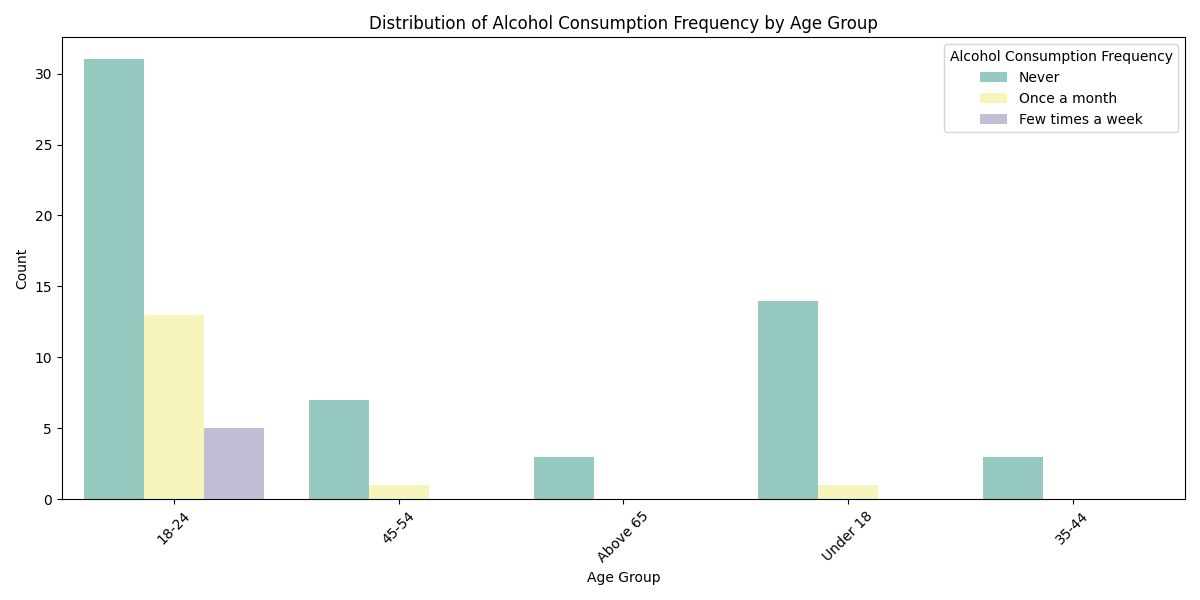 Distribution of Alcohol Consumption Frequency by Age Group
Alcohol Consumption Frequency
Never
Once a month
Few times a week
Count
30
25
20
15
10
5
0
18-24
45-54
Above 65
Under 18
35-44
Age Group